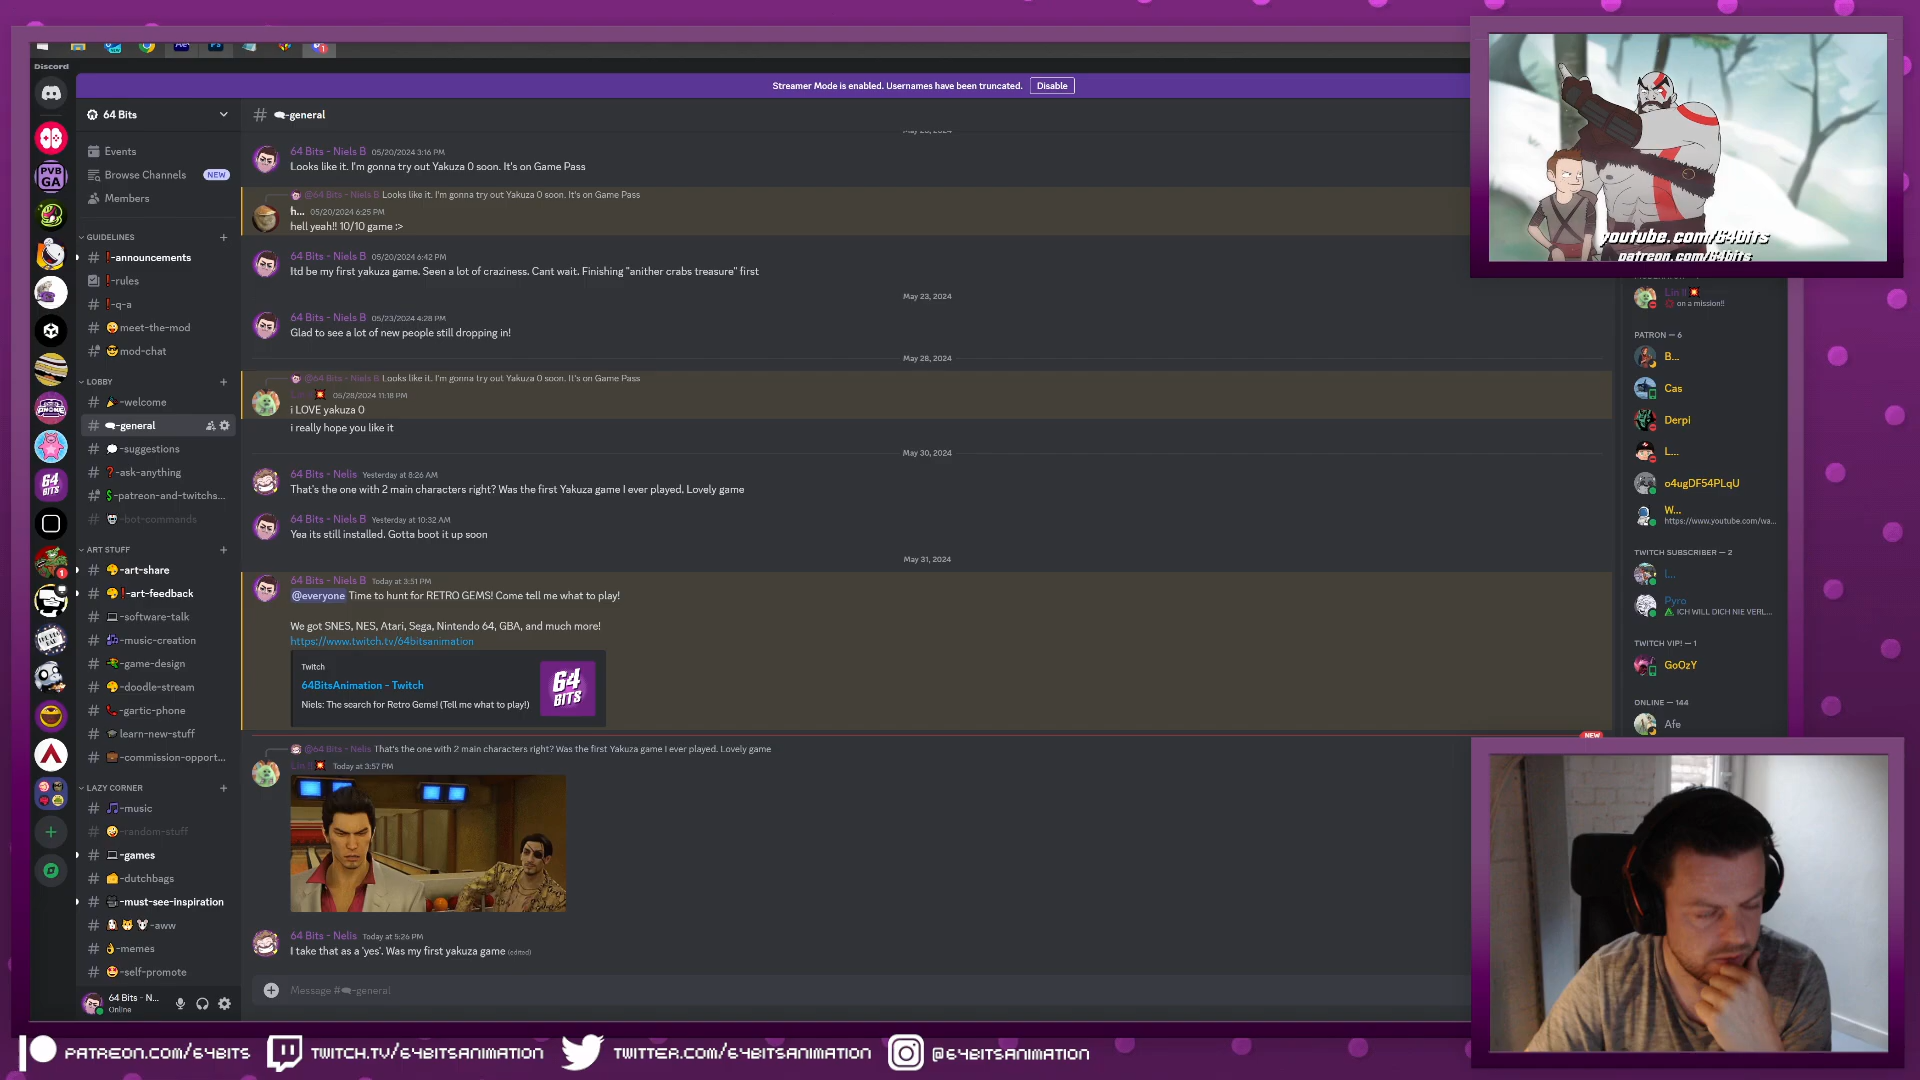 Discord
Streamer Mode is enabled. Usernames have been truncated.
Disable
64 Bits
Events
Browse Channels
NEW
Members
GUIDELINES
-announcements
-rules
-q-a
-meet-the-mod
-mod-chat
LOBBY
-welcome
-general
-suggestions
-ask-anything
-patreon-and-twitchs...
-bot-commands
ART STUFF
-art-share
-art-feedback
-software-talk
-music-creation
-game-design
-doodle-stream
-gartic-phone
-learn-new-stuff
-commission-opport...
LAZY CORNER
-music
-random-stuff
-games
-dutchbags
-must-see-inspiration
-aww
-memes
-self-promote
64 Bits - N...
Online
PVB
GA
64
BITS
-general
64 Bits - Niels B 05/20/2024 3:16 PM
Looks like it. I'm gonna try out Yakuza 0 soon. It's on Game Pass
@64 Bits - Niels B Looks like it. I'm gonna try out Yakuza 0 soon. It's on Game Pass
h... 05/20/2024 6:25 PM
hell yeah!! 10/10 game :>
64 Bits - Niels B 05/20/2024 6:42 PM
Itd be my first yakuza game. Seen a lot of craziness. Cant wait. Finishing "anither crabs treasure" first
May 23, 2024
64 Bits - Niels B 05/23/2024 4:28 PM
Glad to see a lot of new people still dropping in!
May 28, 2024
@64 Bits - Niels B Looks like it. I'm gonna try out Yakuza 0 soon. It's on Game Pass
05/28/2024 11:18 PM
i LOVE yakuza 0
i really hope you like it
May 30, 2024
64 Bits - Nelis Yesterday at 8:26 AM
That's the one with 2 main characters right? Was the first Yakuza game I ever played. Lovely game
64 Bits - Niels B Yesterday at 10:32 AM
Yea its still installed. Gotta boot it up soon
May 31, 2024
64 Bits - Niels B Today at 3:51 PM
@everyone Time to hunt for RETRO GEMS! Come tell me what to play!
We got SNES, NES, Atari, Sega, Nintendo 64, GBA, and much more!
https://www.twitch.tv/64bitsanimation
Twitch
64BitsAnimation - Twitch
Niels: The search for Retro Gems! (Tell me what to play!)
64
BITS
NEW
@64 Bits - Nelis That's the one with 2 main characters right? Was the first Yakuza game I ever played. Lovely game
Today at 3:57 PM
64 Bits - Nelis Today at 5:26 PM
I take that as a 'yes'. Was my first yakuza game (edited)
Message #-general
youtube.com/64bits
patreon.com/64bits
on a mission!!
PATRON — 6
B...
Cas
Derpi
L...
o4ugDF54PLqU
W...
https://www.youtube.com/wa...
TWITCH SUBSCRIBER — 2
L...
Pyro
ICH WILL DICH NIE VERL...
TWITCH VIP! — 1
GoOzY
ONLINE — 144
Afe
PATREON.COM/64BITS
TWITCH.TV/64BITSANIMATION
TWITTER.COM/64BITSANIMATION
@64BITSANIMATION